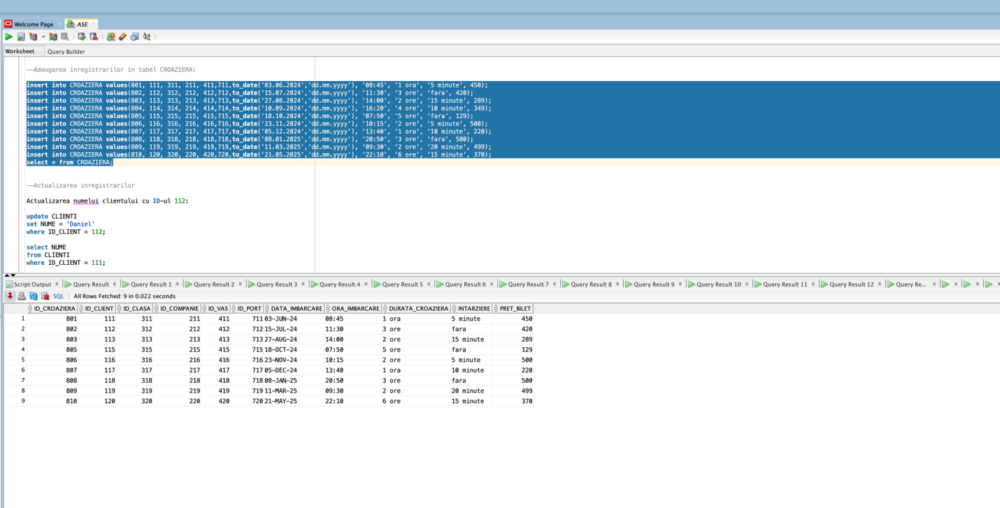 Welcome Page
ASE
Worksheet Query Builder
--Adaugarea inregistrarilor in tabel CROAZIERA:
insert into CROAZIERA values(801, 111, 311, 211, 411,711,to_date('03.06.2024','dd.mm.yyyy'), '08:45', '1 ora', '5 minute', 450);
insert into CROAZIERA values(802, 112, 312, 212, 412,712,to_date('15.07.2024','dd.mm.yyyy'), '11:30', '3 ore', 'fara', 420);
insert into CROAZIERA values(803, 113, 313, 213, 413,713,to_date('27.08.2024','dd.mm.yyyy'), '14:00', '2 ore', '15 minute', 289);
insert into CROAZIERA values(804, 114, 314, 214, 414,714,to_date('10.09.2024','dd.mm.yyyy'), '16:20', '4 ore', '10 minute', 349);
insert into CROAZIERA values(805, 115, 315, 215, 415,715,to_date('18.10.2024','dd.mm.yyyy'), '07:50', '5 ore', 'fara', 129);
insert into CROAZIERA values(806, 116, 316, 216, 416,716,to_date('23.11.2024','dd.mm.yyyy'), '10:15', '2 ore', '5 minute', 500);
insert into CROAZIERA values(807, 117, 317, 217, 417,717,to_date('05.12.2024','dd.mm.yyyy'), '13:40', '1 ora', '10 minute', 220);
insert into CROAZIERA values(808, 118, 318, 218, 418,718,to_date('08.01.2025','dd.mm.yyyy'), '20:50', '3 ore', 'fara', 500);
insert into CROAZIERA values(809, 119, 319, 219, 419,719,to_date('11.03.2025','dd.mm.yyyy'), '09:30', '2 ore', '20 minute', 499);
insert into CROAZIERA values(810, 120, 320, 220, 420,720,to_date('21.05.2025','dd.mm.yyyy'), '22:10', '6 ore', '15 minute', 370);
select * from CROAZIERA;
--Actualizarea inregistrarilor
Actualizarea numelui clientului cu ID-ul 112:
update CLIENTI
set NUME = 'Daniel'
where ID_CLIENT = 112;
select NUME
from CLIENTI
where ID_CLIENT = 111;
Script Output x Query Result x Query Result 1 x Query Result 2 x Query Result 3 x Query Result 4 x Query Result 5 x Query Result 6 x Query Result 7 x Query Result 8 x Query Result 9 x Query Result 10 x Query Result 11 x Query Result 12 x Query Re... x x x x
SQL All Rows Fetched: 9 in 0.022 seconds
ID_CROAZIERA ID_CLIENT ID_CLASA ID_COMPANIE ID_VAS ID_PORT DATA_IMBARCARE ORA_IMBARCARE DURATA_CROAZIERA INTARZIERE PRET_BILET
1 801 111 311 211 411 711 03-JUN-24 08:45 1 ora 5 minute 450
2 802 112 312 212 412 712 15-JUL-24 11:30 3 ore fara 420
3 803 113 313 213 413 713 27-AUG-24 14:00 2 ore 15 minute 289
4 805 115 315 215 415 715 18-OCT-24 07:50 5 ore fara 129
5 806 116 316 216 416 716 23-NOV-24 10:15 2 ore 5 minute 500
6 807 117 317 217 417 717 05-DEC-24 13:40 1 ora 10 minute 220
7 808 118 318 218 418 718 08-JAN-25 20:50 3 ore fara 500
8 809 119 319 219 419 719 11-MAR-25 09:30 2 ore 20 minute 499
9 810 120 320 220 420 720 21-MAY-25 22:10 6 ore 15 minute 370